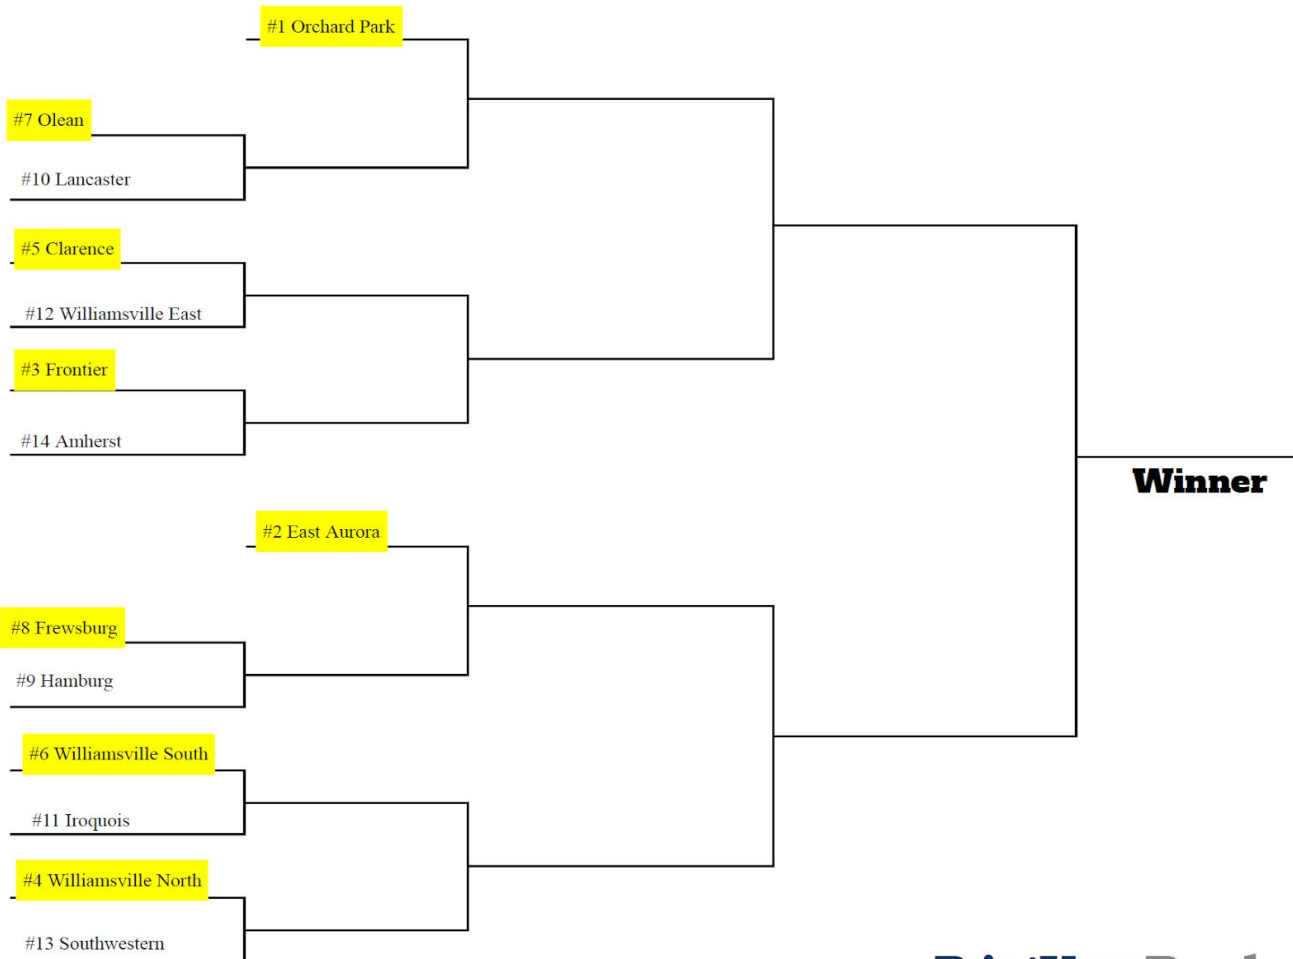 #1 Orchard Park
#7 Olean
#10 Lancaster
#5 Clarence
#12 Williamsville East
#3 Frontier
#14 Amherst
Winner
#2 East Aurora
#8 Frewsburg
#9 Hamburg
#6 Williamsville South
#11 Iroquois
#4 Williamsville North
#13 Southwestern